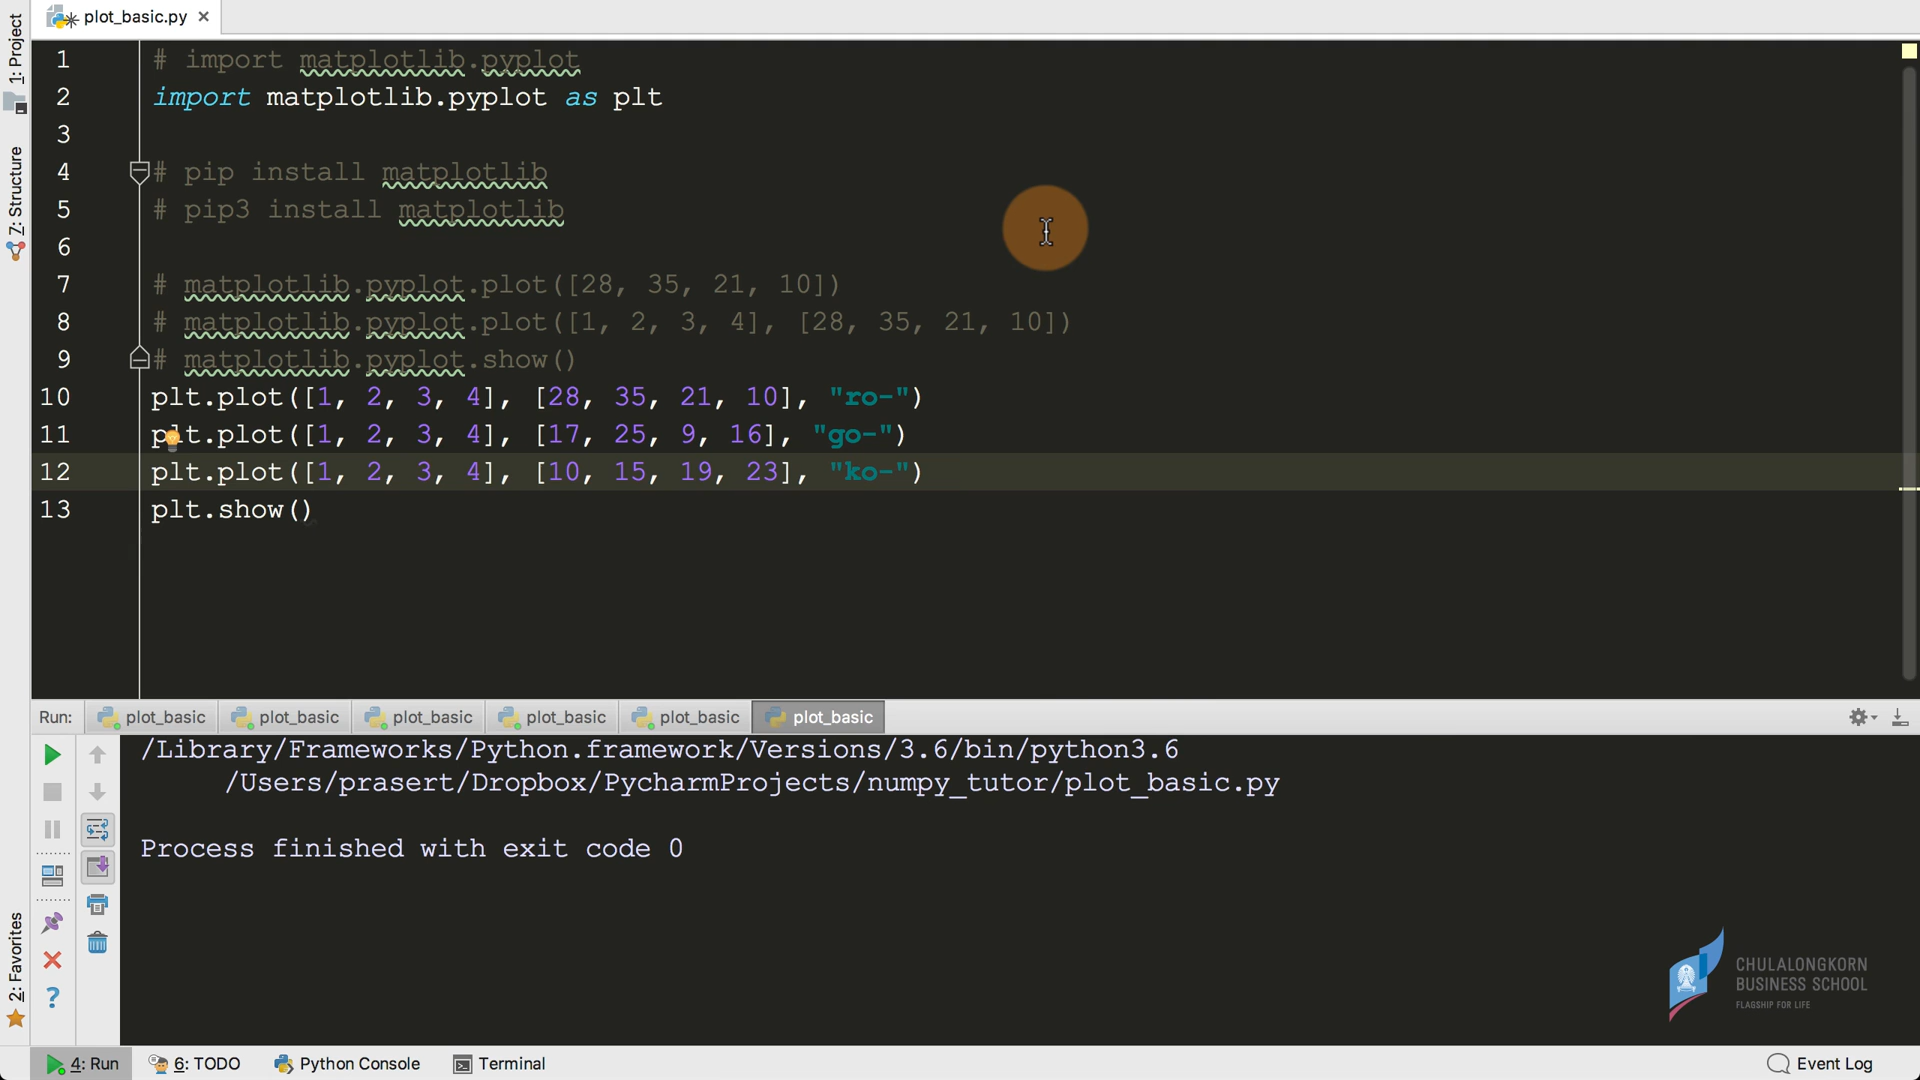 plot_basic.py
1: Project
7: Structure
2: Favorites
1 # import matplotlib.pyplot
2 import matplotlib.pyplot as plt
3
4 # pip install matplotlib
5 # pip3 install matplotlib
6
7 # matplotlib.pyplot.plot([28, 35, 21, 10])
8 # matplotlib.pyplot.plot([1, 2, 3, 4], [28, 35, 21, 10])
9 # matplotlib.pyplot.show()
10 plt.plot([1, 2, 3, 4], [28, 35, 21, 10], "ro-")
11 plt.plot([1, 2, 3, 4], [17, 25, 9, 16], "go-")
12 plt.plot([1, 2, 3, 4], [10, 15, 19, 23], "ko-")
13 plt.show()
Run: plot_basic plot_basic plot_basic plot_basic plot_basic plot_basic
/Library/Frameworks/Python.framework/Versions/3.6/bin/python3.6
/Users/prasert/Dropbox/PycharmProjects/numpy_tutor/plot_basic.py
Process finished with exit code 0
CHULALONGKORN
BUSINESS SCHOOL
FLAGSHIP FOR LIFE
4: Run 6: TODO Python Console Terminal Event Log